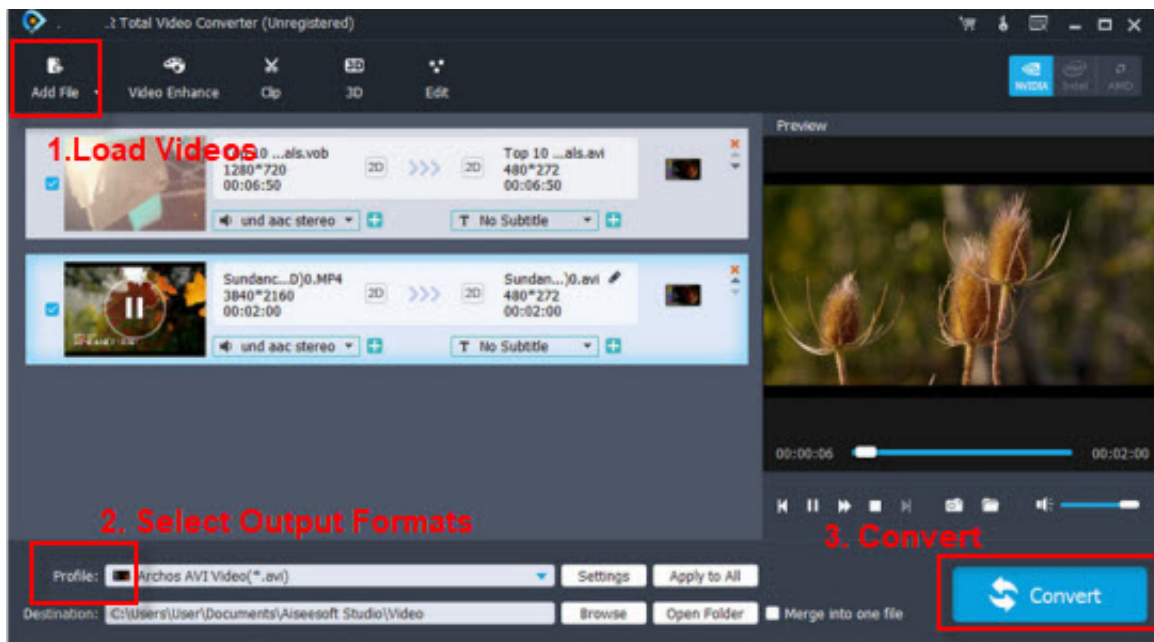 Total Video Converter (Unregistered)
Add File
Video Enhance
Clip
3D
3D
Edit
NVIDIA
intel
AMD
Preview
1.Load Videos
10 ...als.vob
1280*720
00:06:50
2D
2D
Top 10 ...als.avi
480*272
00:06:50
und aac stereo
T No Subtitle
Sundanc...D)0.MP4
3840*2160
00:02:00
2D
2D
Sundan...)0.avi
480*272
00:02:00
und aac stereo
T No Subtitle
00:00:06
00:02:00
2. Select Output Formats
3. Convert
Profile:
Archos AVI Video(*.avi)
Settings
Apply to All
Convert
Destination:
C:\Users\User\Documents\Aiseesoft Studio\Video
Browse
Open Folder
Merge into one file